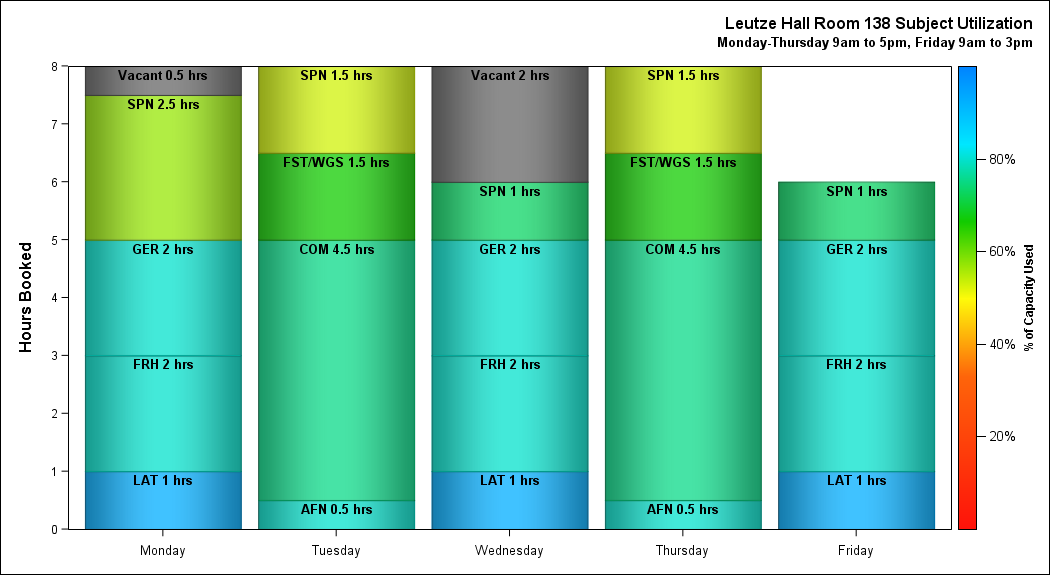 Leutze Hall Room 138 Subject Utilization
Monday-Thursday 9am to 5pm, Friday 9am to 3pm
Hours Booked
8
7
6
5
4
3
2
1
0
Vacant 0.5 hrs
SPN 2.5 hrs
GER 2 hrs
FRH 2 hrs
LAT 1 hrs
Monday
SPN 1.5 hrs
FST/WGS 1.5 hrs
COM 4.5 hrs
AFN 0.5 hrs
Tuesday
Vacant 2 hrs
SPN 1 hrs
GER 2 hrs
FRH 2 hrs
LAT 1 hrs
Wednesday
SPN 1.5 hrs
FST/WGS 1.5 hrs
COM 4.5 hrs
AFN 0.5 hrs
Thursday
SPN 1 hrs
GER 2 hrs
FRH 2 hrs
LAT 1 hrs
Friday
80%
60%
40%
20%
% of Capacity Used